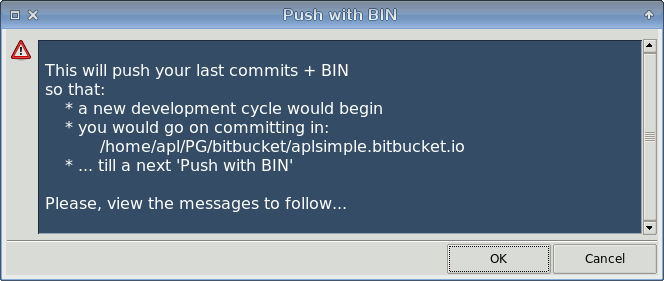 Push with BIN
This will push your last commits + BIN
so that:
* a new development cycle would begin
* you would go on committing in:
/home/apl/PG/bitbucket/aplsimple.bitbucket.io
* ... till a next 'Push with BIN'
Please, view the messages to follow...
OK
Cancel